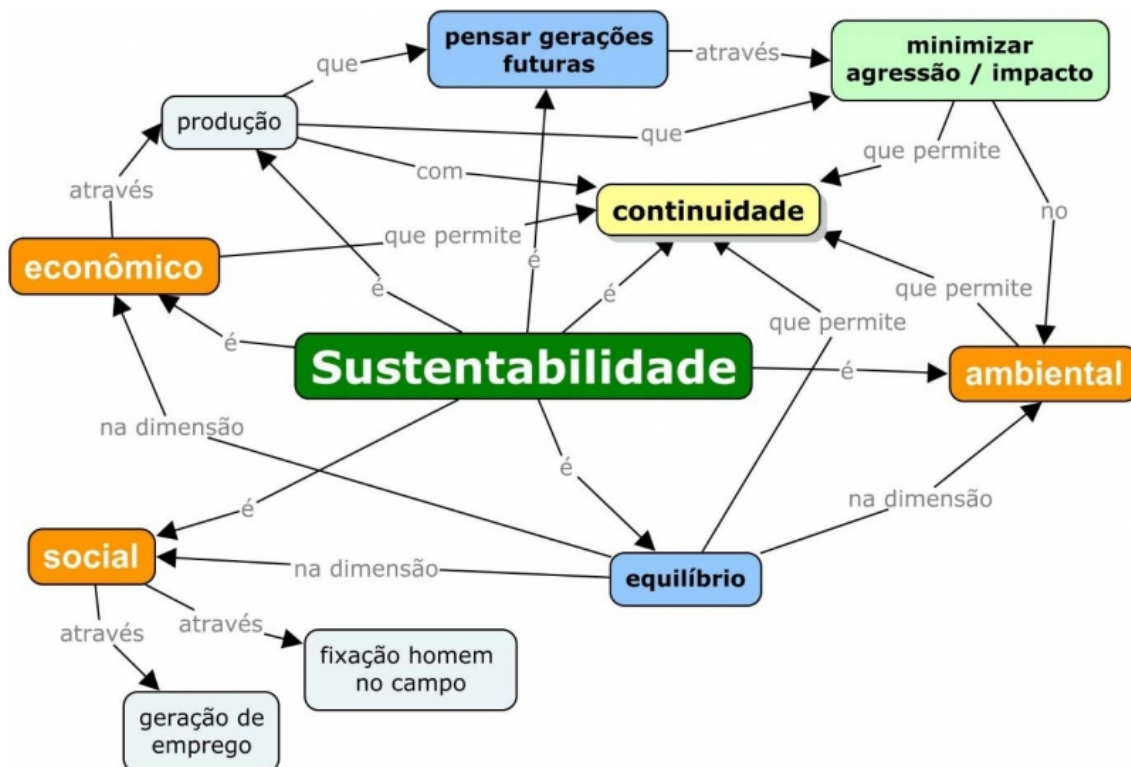 pensar gerações
futuras
através
minimizar
agressão / impacto
que
produção
que
com
que permite
através
continuidade
no
econômico
que permite
é
é
é
que permite
que permite
é
Sustentabilidade
é
ambiental
na dimensão
é
na dimensão
é
social
na dimensão
equilíbrio
através
através
fixação homem
no campo
geração de
emprego